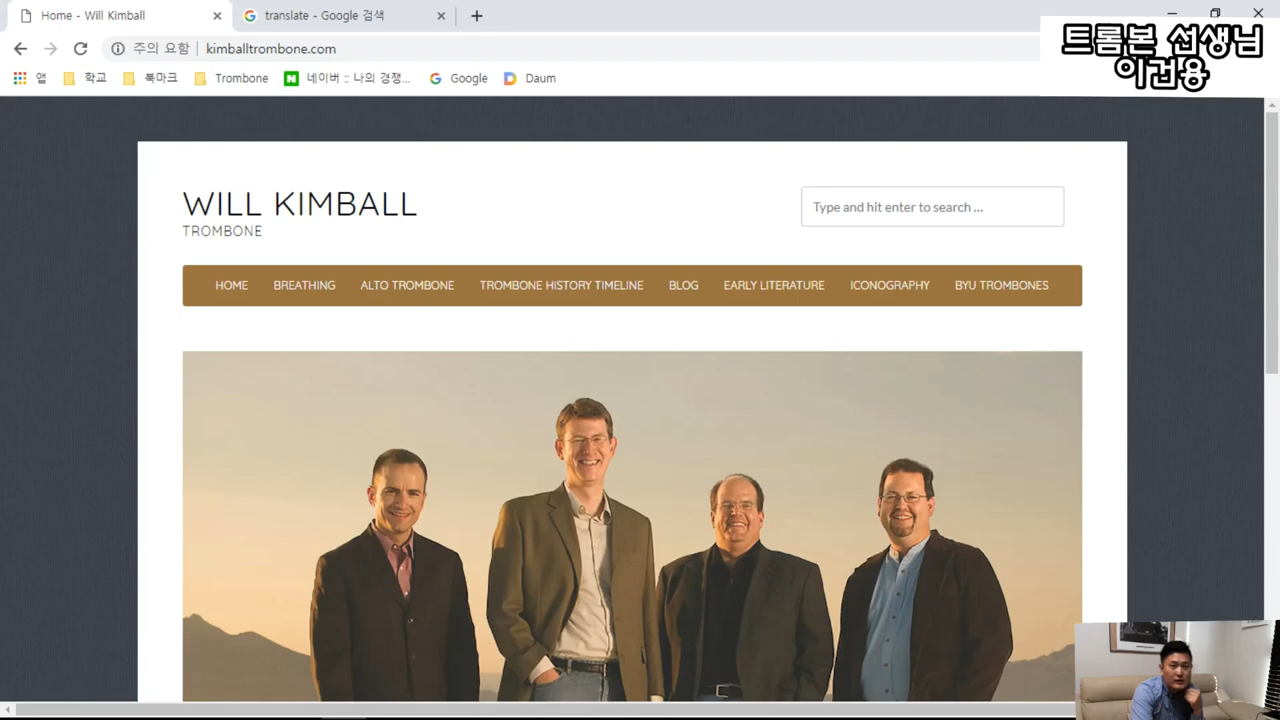 Home - Will Kimball
translate - Google 검색
주의 요함 kimballtrombone.com
트롬본 선생님
이건용
앱 학교 북마크 Trombone 네이버 :: 나의 경쟁... Google Daum
WILL KIMBALL
TROMBONE
Type and hit enter to search ...
HOME BREATHING ALTO TROMBONE TROMBONE HISTORY TIMELINE BLOG EARLY LITERATURE ICONOGRAPHY BYU TROMBONES